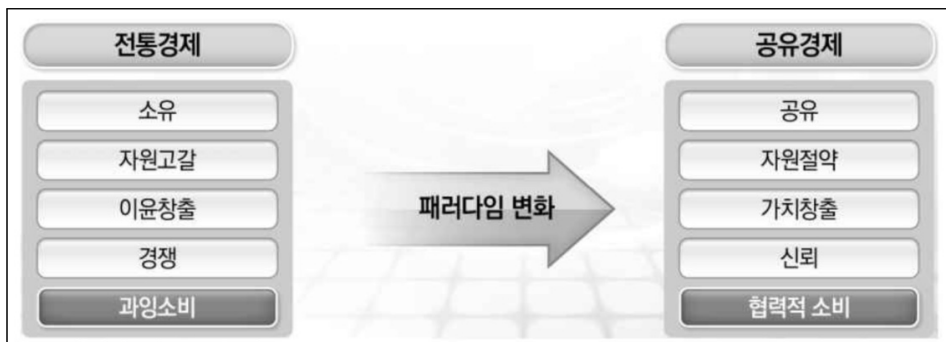 전통경제
소유
자원고갈
이윤창출
경쟁
과잉소비
패러다임 변화
공유경제
공유
자원절약
가치창출
신뢰
협력적 소비